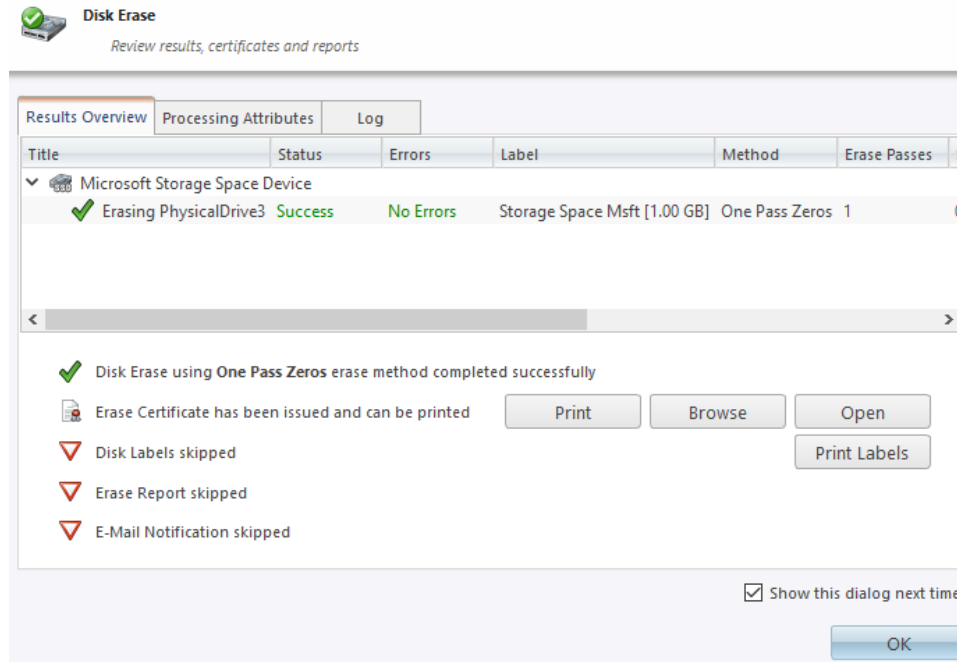 Disk Erase
Review results, certificates and reports
Results Overview Processing Attributes Log
Title Status Errors Label Method Erase Passes
Microsoft Storage Space Device
Erasing PhysicalDrive3 Success No Errors Storage Space Msft [1.00 GB] One Pass Zeros 1
Disk Erase using One Pass Zeros erase method completed successfully
Erase Certificate has been issued and can be printed Print Browse Open
Disk Labels skipped Print Labels
Erase Report skipped
E-Mail Notification skipped
Show this dialog next time
OK